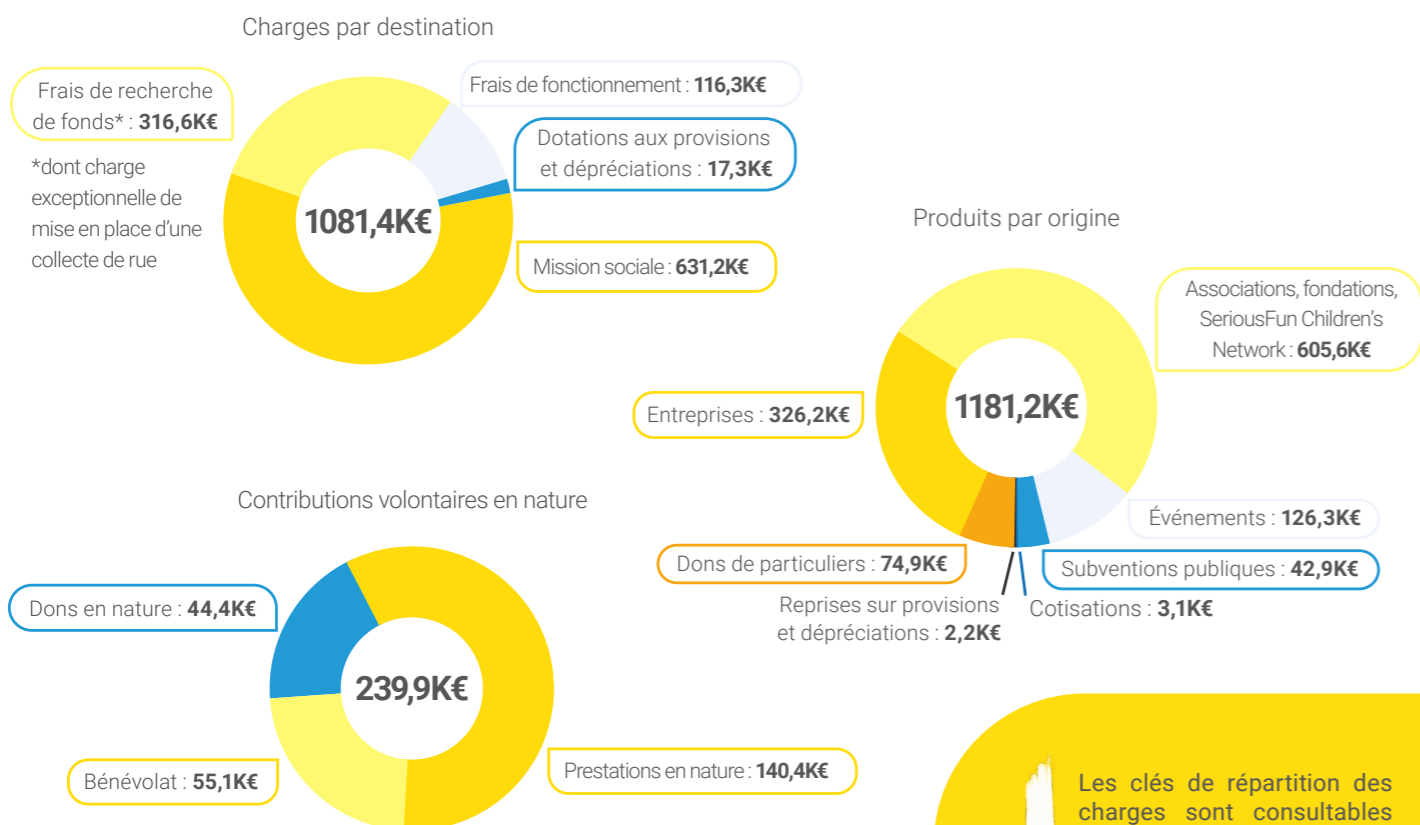 Charges par destination
Frais de recherche
de fonds* : 316,6K€
*dont charge
exceptionnelle de
mise en place d'une
collecte de rue
1081,4K€
Frais de fonctionnement : 116,3K€
Dotations aux provisions
et dépréciations : 17,3K€
Mission sociale : 631,2K€
Produits par origine
Associations, fondations,
SeriousFun Children's
Network : 605,6K€
1181,2K€
Entreprises : 326,2K€
Événements : 126,3K€
Dons de particuliers : 74,9K€
Subventions publiques : 42,9K€
Reprises sur provisions
et dépréciations : 2,2K€
Cotisations : 3,1K€
Contributions volontaires en nature
Dons en nature : 44,4K€
239,9K€
Bénévolat : 55,1K€
Prestations en nature : 140,4K€
Les clés de répartition des
charges sont consultables